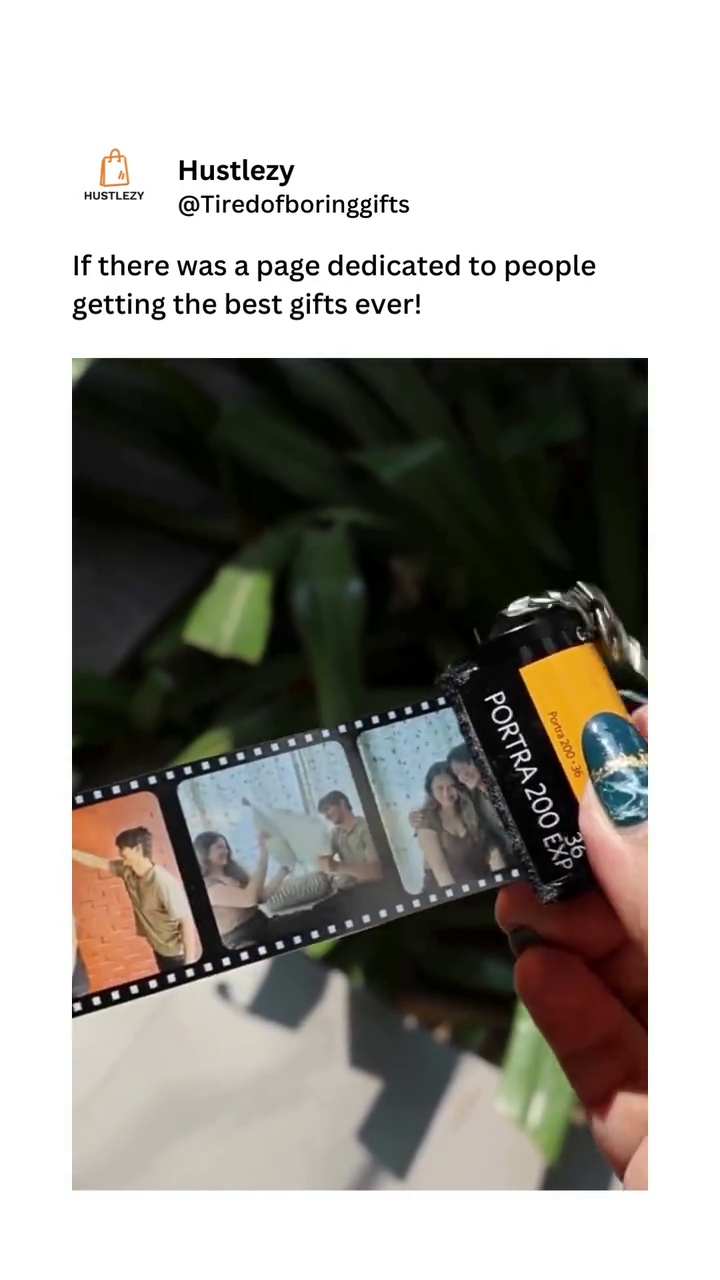 HUSTLEZY
Hustlezy
@Tiredofboringgifts
If there was a page dedicated to people
getting the best gifts ever!
PORTRA 200 EXP
36
Portra 200 • 36